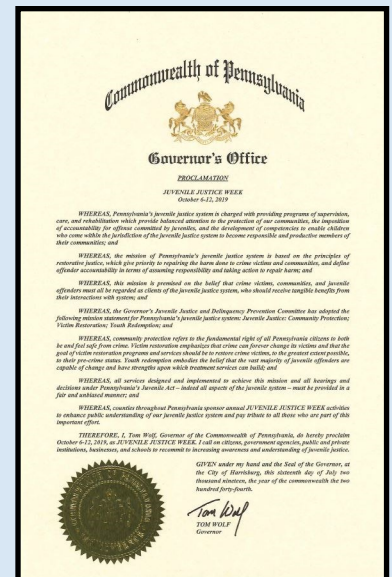 Commonwealth of Pennsylvania
Governor's Office
PROCLAMATION
JUVENILE JUSTICE WEEK
October 6-12, 2019
WHEREAS, Pennsylvania's juvenile justice system is charged with providing programs of supervision,
care, and rehabilitation which provide balanced attention to the protection of our communities, the imposition
of accountability for offense committed by juveniles, and the development of competencies to enable children
who come within the jurisdiction of the juvenile justice system to become responsible and productive members of
their communities; and
WHEREAS, the mission of Pennsylvania's juvenile justice system is based on the principles of
restorative justice, which give priority to repairing the harm done to crime victims and communities, and define
offender accountability in terms of assuming responsibility and taking action to repair harm; and
WHEREAS, this mission is premised on the belief that crime victims, communities, and juvenile
offenders must all be regarded as clients of the juvenile justice system, who should receive tangible benefits from
their interactions with system; and
WHEREAS, the Governor's Juvenile Justice and Delinquency Prevention Committee has adopted the
following mission statement for Pennsylvania's juvenile justice system: Juvenile Justice: Community Protection;
Victim Restoration; Youth Redemption; and
WHEREAS, community protection refers to the fundamental right of all Pennsylvania citizens to both
be and feel safe from crime. Victim restoration emphasizes that crime can forever change its victims and that the
goal of victim restoration programs and services should be to restore crime victims, to the greatest extent possible,
to their pre-crime status. Youth redemption embodies the belief that the vast majority of juvenile offenders are
capable of change and have strengths upon which treatment services can build; and
WHEREAS, all services designed and implemented to achieve this mission and all hearings and
decisions under Pennsylvania's Juvenile Act – indeed all aspects of the juvenile system – must be provided in a
fair and unbiased manner; and
WHEREAS, counties throughout Pennsylvania sponsor annual JUVENILE JUSTICE WEEK activities
to enhance public understanding of our juvenile justice system and pay tribute to all those who are part of this
important effort.
THEREFORE, I, Tom Wolf, Governor of the Commonwealth of Pennsylvania, do hereby proclaim
October 6-12, 2019, as JUVENILE JUSTICE WEEK. I call on citizens, government agencies, public and private
institutions, businesses, and schools to recommit to increasing awareness and understanding of juvenile justice.
GIVEN under my hand and the Seal of the Governor, at
the City of Harrisburg, this sixteenth day of July two
thousand nineteen, the year of the commonwealth the two
hundred forty-fourth.
Tom Wolf
TOM WOLF
Governor